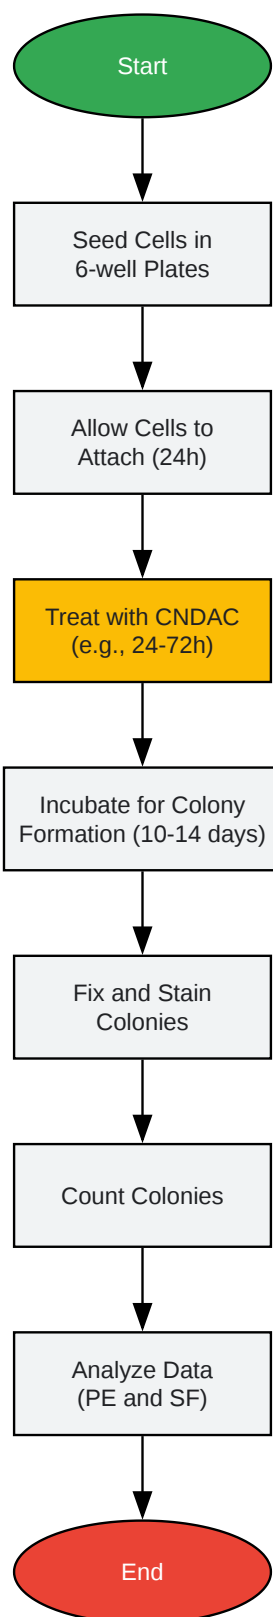 Start
Seed Cells in
6-well Plates
Allow Cells to
Attach (24h)
Treat with CNDAC
(e.g., 24-72h)
Incubate for Colony
Formation (10-14 days)
Fix and Stain
Colonies
Count Colonies
Analyze Data
(PE and SF)
End